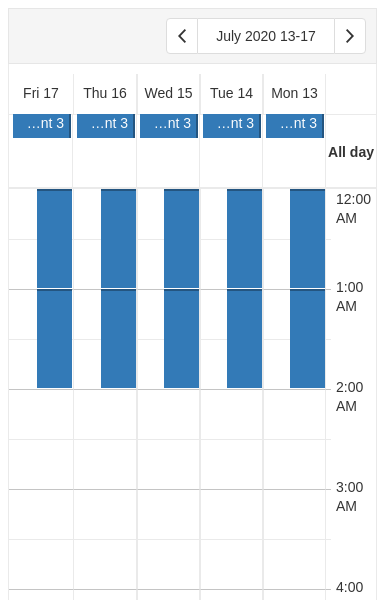 July 2020 13-17
Fri 17 Thu 16 Wed 15 Tue 14 Mon 13
...nt 3 ...nt 3 ...nt 3 ...nt 3 ...nt 3
All day
12:00
AM
1:00
AM
2:00
AM
3:00
AM
4:00